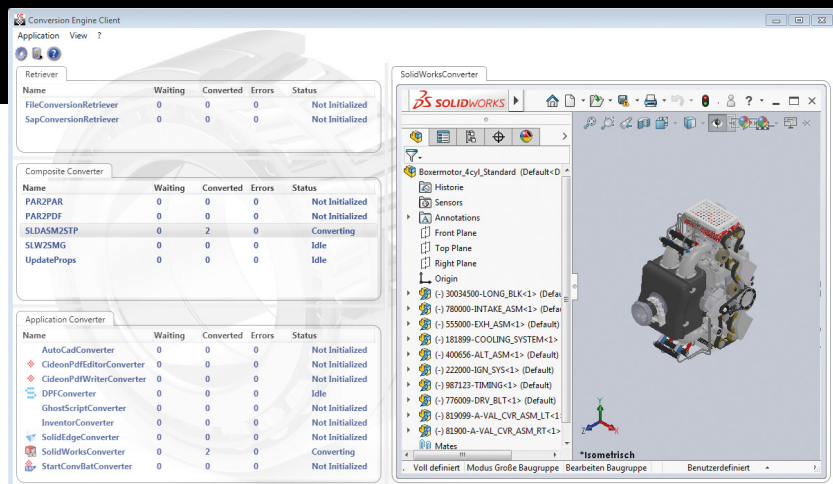 Conversion Engine Client
Application View ?
Retriever
Name Waiting Converted Errors Status
FileConversionRetriever 0 0 0 Not Initialized
SapConversionRetriever 0 0 0 Not Initialized
Composite Converter
Name Waiting Converted Errors Status
PAR2PAR 0 0 0 Not Initialized
PAR2PDF 0 0 0 Not Initialized
SLDASM2STP 0 2 0 Converting
SLW2SMG 0 0 0 Idle
UpdateProps 0 0 0 Idle
Application Converter
Name Waiting Converted Errors Status
AutoCadConverter 0 0 0 Not Initialized
CideonPdfEditorConverter 0 0 0 Not Initialized
CideonPdfWriterConverter 0 0 0 Not Initialized
DPFConverter 0 0 0 Idle
GhostScriptConverter 0 0 0 Not Initialized
InventorConverter 0 0 0 Not Initialized
SolidEdgeConverter 0 0 0 Not Initialized
SolidWorksConverter 0 2 0 Converting
StartConvBatConverter 0 0 0 Not Initialized
SolidWorksConverter
SOLIDWORKS
Boxermotor_4cyl_Standard (Default<D
Historie
Sensors
Annotations
Front Plane
Top Plane
Right Plane
Origin
(-) 30034500-LONG_BLK<1> (Defau
(-) 780000-INTAKE_ASM<1> (Defau
(-) 555000-EXH_ASM<1> (Default)
(-) 181899-COOLING_SYSTEM<1>
(-) 400656-ALT_ASM<1> (Default)
(-) 222000-IGN_SYS<1> (Default)
(-) 987123-TIMING<1> (Default)
(-) 776009-DRV_BLT<1> (Default)
(-) 819099-A-VAL_CVR_ASM_LT<1
(-) 81900-A-VAL_CVR_ASM_RT<1>
Mates
Y
Z X
*Isometrisch
Voll definiert Modus Große Baugruppe Bearbeiten Baugruppe Benutzerdefiniert